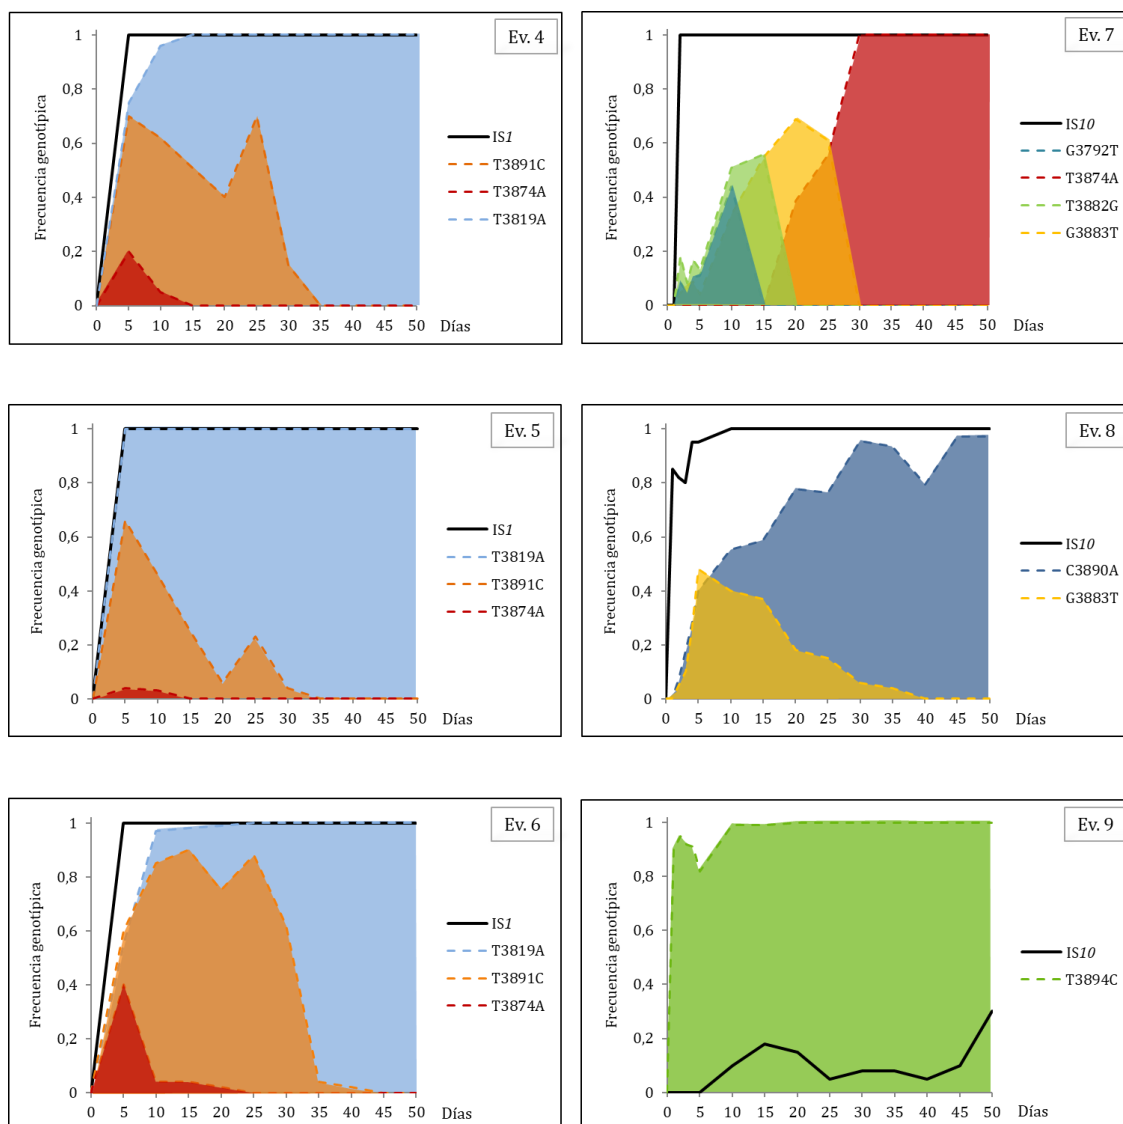 Ev. 4
Frecuencia genotípica
1
0,8
0,6
0,4
0,2
0
0 5 10 15 20 25 30 35 40 45 50 Días
IS1
T3891C
T3874A
T3819A
Ev. 7
Frecuencia genotípica
1
0,8
0,6
0,4
0,2
0
0 5 10 15 20 25 30 35 40 45 50 Días
IS10
G3792T
T3874A
T3882G
G3883T
Ev. 5
Frecuencia genotípica
1
0,8
0,6
0,4
0,2
0
0 5 10 15 20 25 30 35 40 45 50 Días
IS1
T3819A
T3891C
T3874A
Ev. 8
Frecuencia genotípica
1
0,8
0,6
0,4
0,2
0
0 5 10 15 20 25 30 35 40 45 50 Días
IS10
C3890A
G3883T
Ev. 6
Frecuencia genotípica
1
0,8
0,6
0,4
0,2
0
0 5 10 15 20 25 30 35 40 45 50 Días
IS1
T3819A
T3891C
T3874A
Ev. 9
Frecuencia genotípica
1
0,8
0,6
0,4
0,2
0
0 5 10 15 20 25 30 35 40 45 50 Días
IS10
T3894C